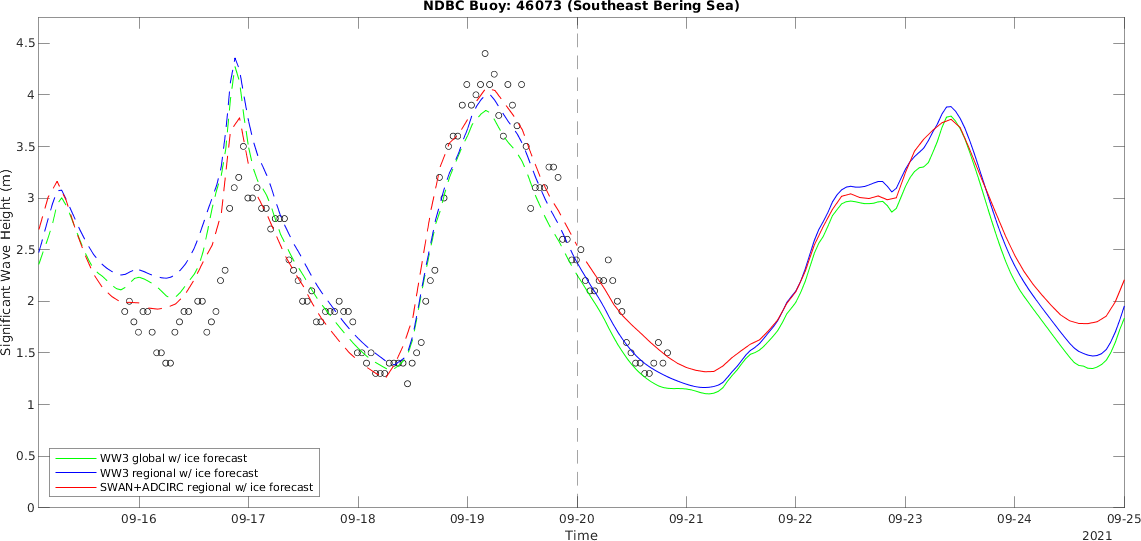 NDBC Buoy: 46073 (Southeast Bering Sea)
Significant Wave Height (m)
4.5
4
3.5
3
2.5
2
1.5
1
0.5
0
WW3 global w/ ice forecast
WW3 regional w/ ice forecast
SWAN+ADCIRC regional w/ ice forecast
09-16 09-17 09-18 09-19 09-20 09-21 09-22 09-23 09-24 09-25
Time
2021